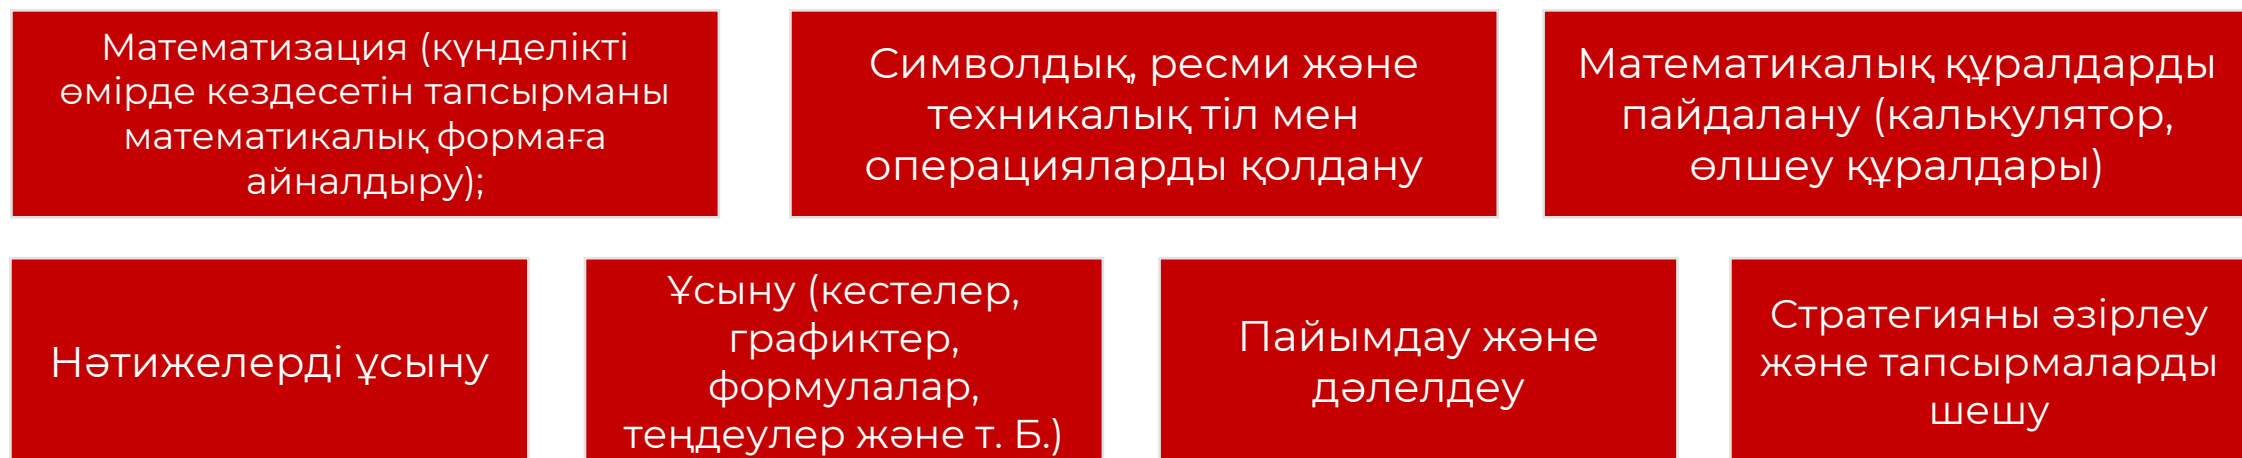 Математизация (күнделікті
өмірде кездесетін тапсырманы
математикалық формаға
айналдыру);
Символдық, ресми және
техникалық тіл мен
операцияларды қолдану
Математикалық құралдарды
пайдалану (калькулятор,
өлшеу құралдары)
Нәтижелерді ұсыну
Ұсыну (кестелер,
графиктер,
формулалар,
теңдеулер және т. Б.)
Пайымдау және
дәлелдеу
Стратегияны әзірлеу
және тапсырмаларды
шешу